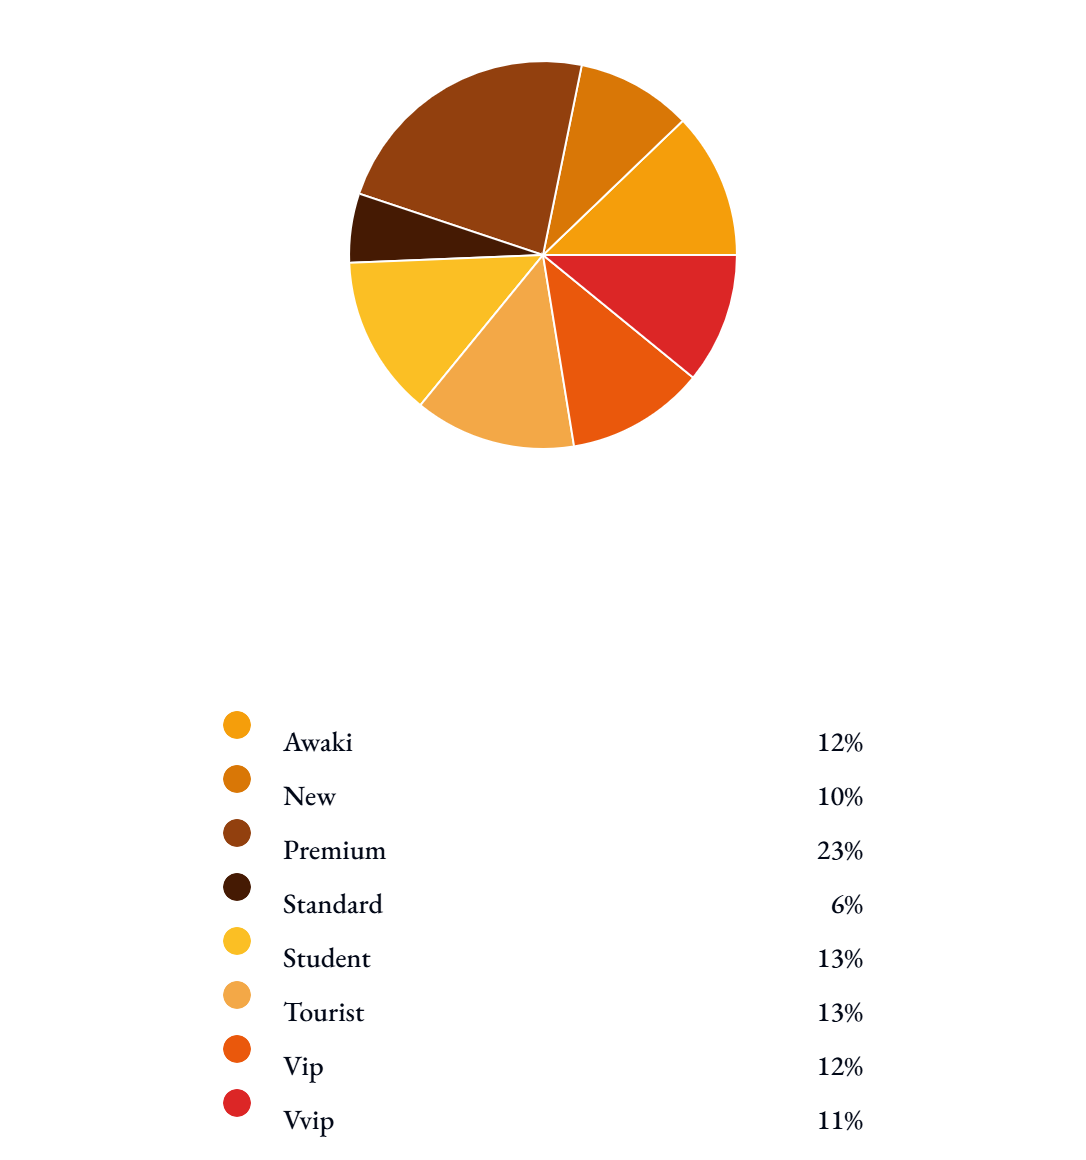 Awaki 12%
New 10%
Premium 23%
Standard 6%
Student 13%
Tourist 13%
Vip 12%
Vvip 11%